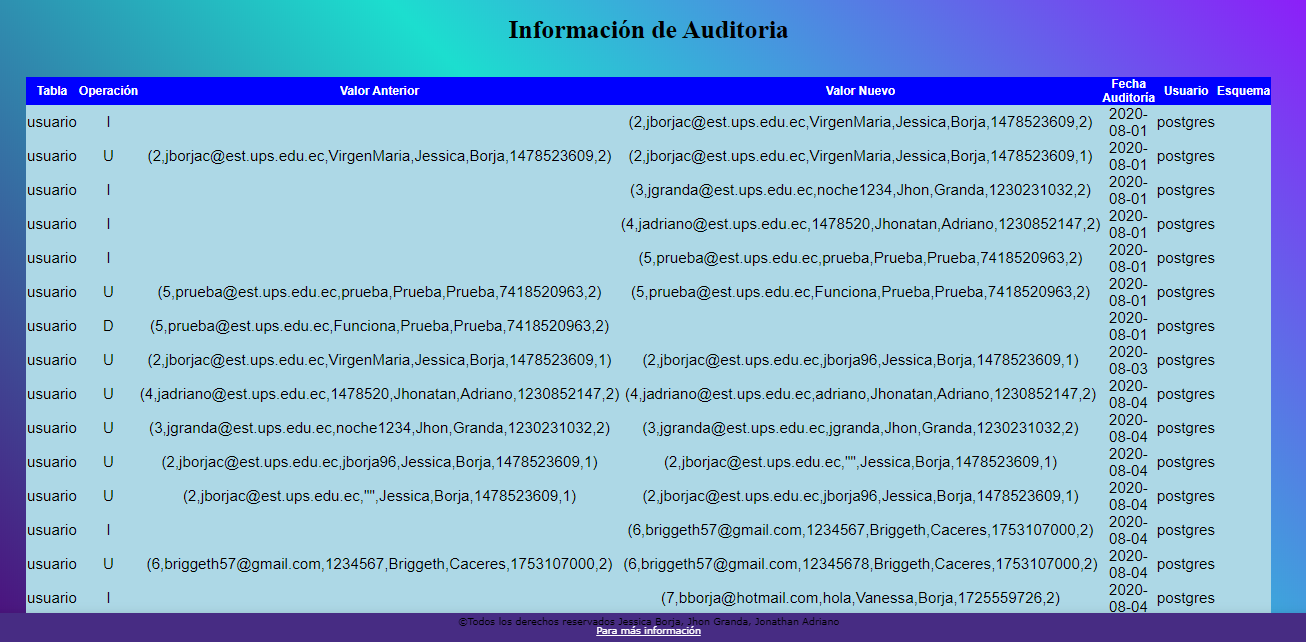 Información de Auditoria
Tabla Operación Valor Anterior Valor Nuevo Fecha Auditoría Usuario Esquema
usuario I (2,jborjac@est.ups.edu.ec,VirgenMaria,Jessica,Borja,1478523609,2) 2020-08-01 postgres
usuario U (2,jborjac@est.ups.edu.ec,VirgenMaria,Jessica,Borja,1478523609,2) (2,jborjac@est.ups.edu.ec,VirgenMaria,Jessica,Borja,1478523609,1) 2020-08-01 postgres
usuario I (3,jgranda@est.ups.edu.ec,noche1234,Jhon,Granda,1230231032,2) 2020-08-01 postgres
usuario I (4,jadriano@est.ups.edu.ec,1478520,Jhonatan,Adriano,1230852147,2) 2020-08-01 postgres
usuario I (5,prueba@est.ups.edu.ec,prueba,Prueba,Prueba,7418520963,2) 2020-08-01 postgres
usuario U (5,prueba@est.ups.edu.ec,prueba,Prueba,Prueba,7418520963,2) (5,prueba@est.ups.edu.ec,Funciona,Prueba,Prueba,7418520963,2) 2020-08-01 postgres
usuario D (5,prueba@est.ups.edu.ec,Funciona,Prueba,Prueba,7418520963,2) 2020-08-01 postgres
usuario U (2,jborjac@est.ups.edu.ec,VirgenMaria,Jessica,Borja,1478523609,1) (2,jborjac@est.ups.edu.ec,jborja96,Jessica,Borja,1478523609,1) 2020-08-03 postgres
usuario U (4,jadriano@est.ups.edu.ec,1478520,Jhonatan,Adriano,1230852147,2) (4,jadriano@est.ups.edu.ec,adriano,Jhonatan,Adriano,1230852147,2) 2020-08-04 postgres
usuario U (3,jgranda@est.ups.edu.ec,noche1234,Jhon,Granda,1230231032,2) (3,jgranda@est.ups.edu.ec,jgranda,Jhon,Granda,1230231032,2) 2020-08-04 postgres
usuario U (2,jborjac@est.ups.edu.ec,jborja96,Jessica,Borja,1478523609,1) (2,jborjac@est.ups.edu.ec,"",Jessica,Borja,1478523609,1) 2020-08-04 postgres
usuario U (2,jborjac@est.ups.edu.ec,"",Jessica,Borja,1478523609,1) (2,jborjac@est.ups.edu.ec,jborja96,Jessica,Borja,1478523609,1) 2020-08-04 postgres
usuario I (6,briggeth57@gmail.com,1234567,Briggeth,Caceres,1753107000,2) 2020-08-04 postgres
usuario U (6,briggeth57@gmail.com,1234567,Briggeth,Caceres,1753107000,2) (6,briggeth57@gmail.com,12345678,Briggeth,Caceres,1753107000,2) 2020-08-04 postgres
usuario I (7,bborja@hotmail.com,hola,Vanessa,Borja,1725559726,2) 2020-08-04 postgres
©Todos los derechos reservados Jessica Borja, Jhon Granda, Jonathan Adriano
Para más información